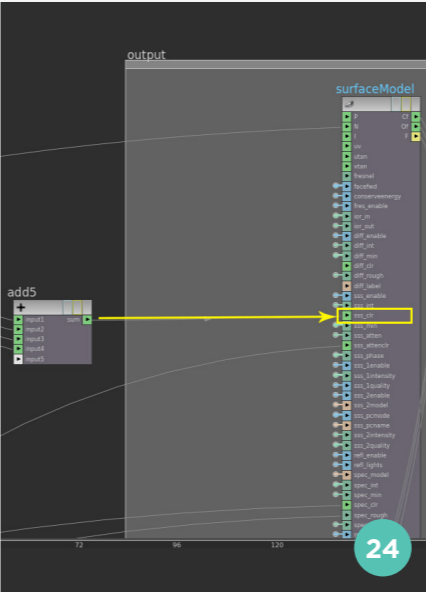 output
surfaceModel
P Cf
N Of
I F
uv
utan
vtan
fresnel
facefwd
conserveenergy
fres_enable
ior_in
ior_out
diff_enable
diff_int
diff_min
diff_clr
diff_rough
diff_label
sss_enable
sss_int
sss_clr
sss_min
sss_atten
sss_attenclr
sss_phase
sss_1enable
sss_1intensity
sss_1quality
sss_2enable
sss_2model
sss_pcmode
sss_pcname
sss_2intensity
sss_2quality
refl_enable
refl_lights
spec_model
spec_int
spec_min
spec_clr
spec_rough
add5
input1 sum
input2
input3
input4
input5
72 96 120
24